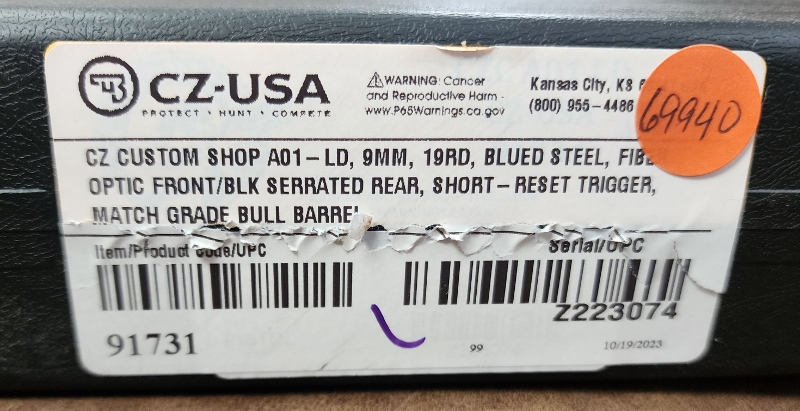 CZ-USA
PROTECT • HUNT • COMPETE
⚠WARNING: Cancer
and Reproductive Harm -
www.P65Warnings.ca.gov
Kansas City, KS
(800) 955-4486
69940
CZ CUSTOM SHOP A01-LD, 9MM, 19RD, BLUED STEEL,
OPTIC FRONT/BLK SERRATED REAR, SHORT-RESET TRIGGER,
MATCH GRADE BULL BARREL
Item/Product Code/UPC
Serial/UPC
Z223074
91731
99
10/19/2023